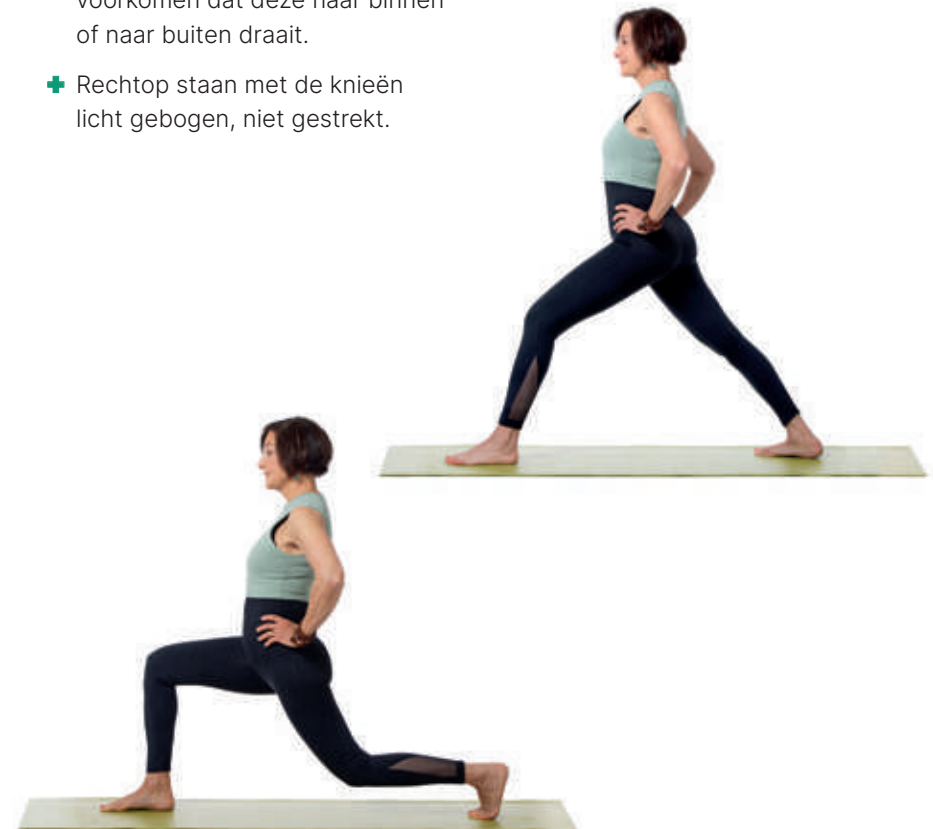 voorkomen dat deze naar binnen
of naar buiten draait.
Rechtop staan met de knieën
licht gebogen, niet gestrekt.